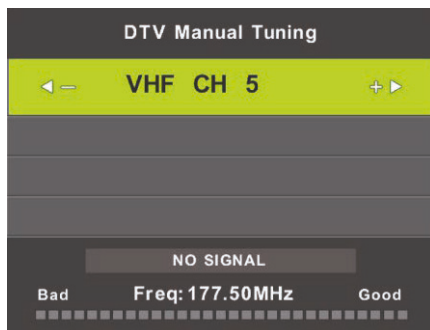 DTV Manual Tuning
VHF CH 5
NO SIGNAL
Bad Freq:177.50MHz Good